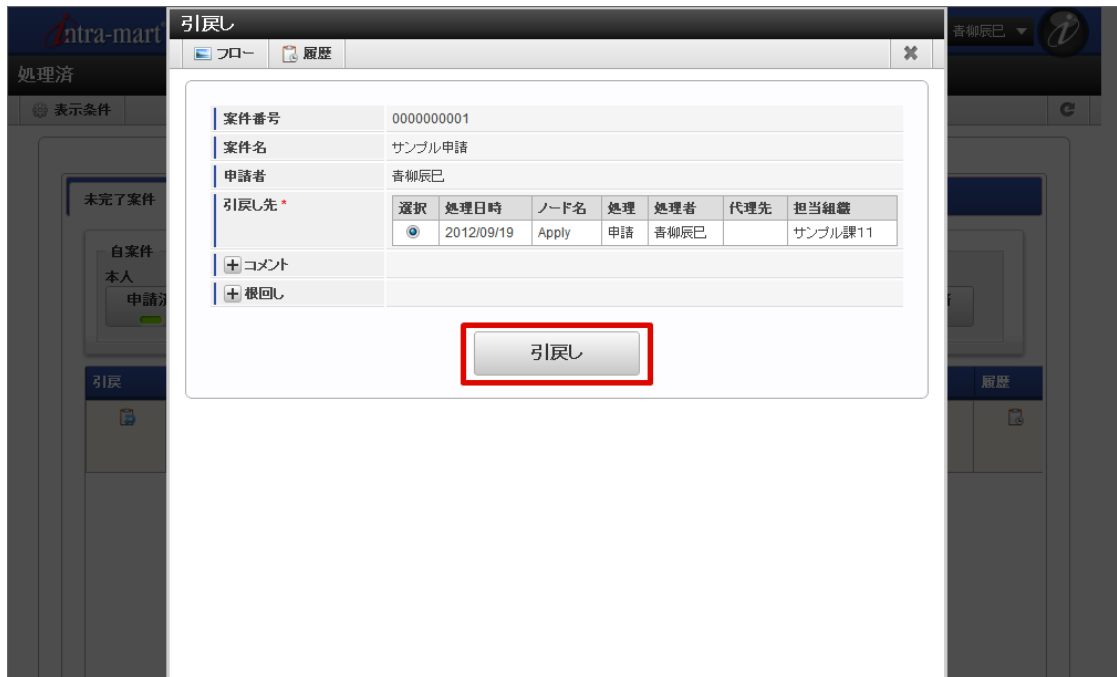 intra-mart
青柳辰巳 ▼
処理済
表示条件
引戻し
フロー 履歴
案件番号 0000000001
案件名 サンプル申請
申請者 青柳辰巳
引戻し先 *
選択 処理日時 ノード名 処理 処理者 代理先 担当組織
2012/09/19 Apply 申請 青柳辰巳 サンプル課11
コメント
根回し
引戻し
未完了案件
自案件
本人
申請済
引戻
履歴